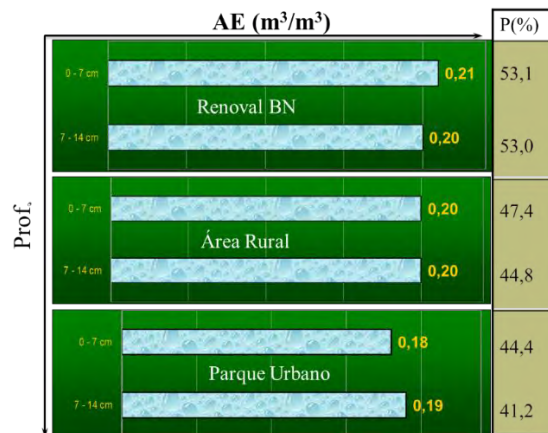 AE (m³/m³) P(%)
0 - 7 cm 0,21 53,1
Renoval BN
7 - 14 cm 0,20 53,0
0 - 7 cm 0,20 47,4
Área Rural
7 - 14 cm 0,20 44,8
0 - 7 cm 0,18 44,4
Parque Urbano
7 - 14 cm 0,19 41,2
Prof.